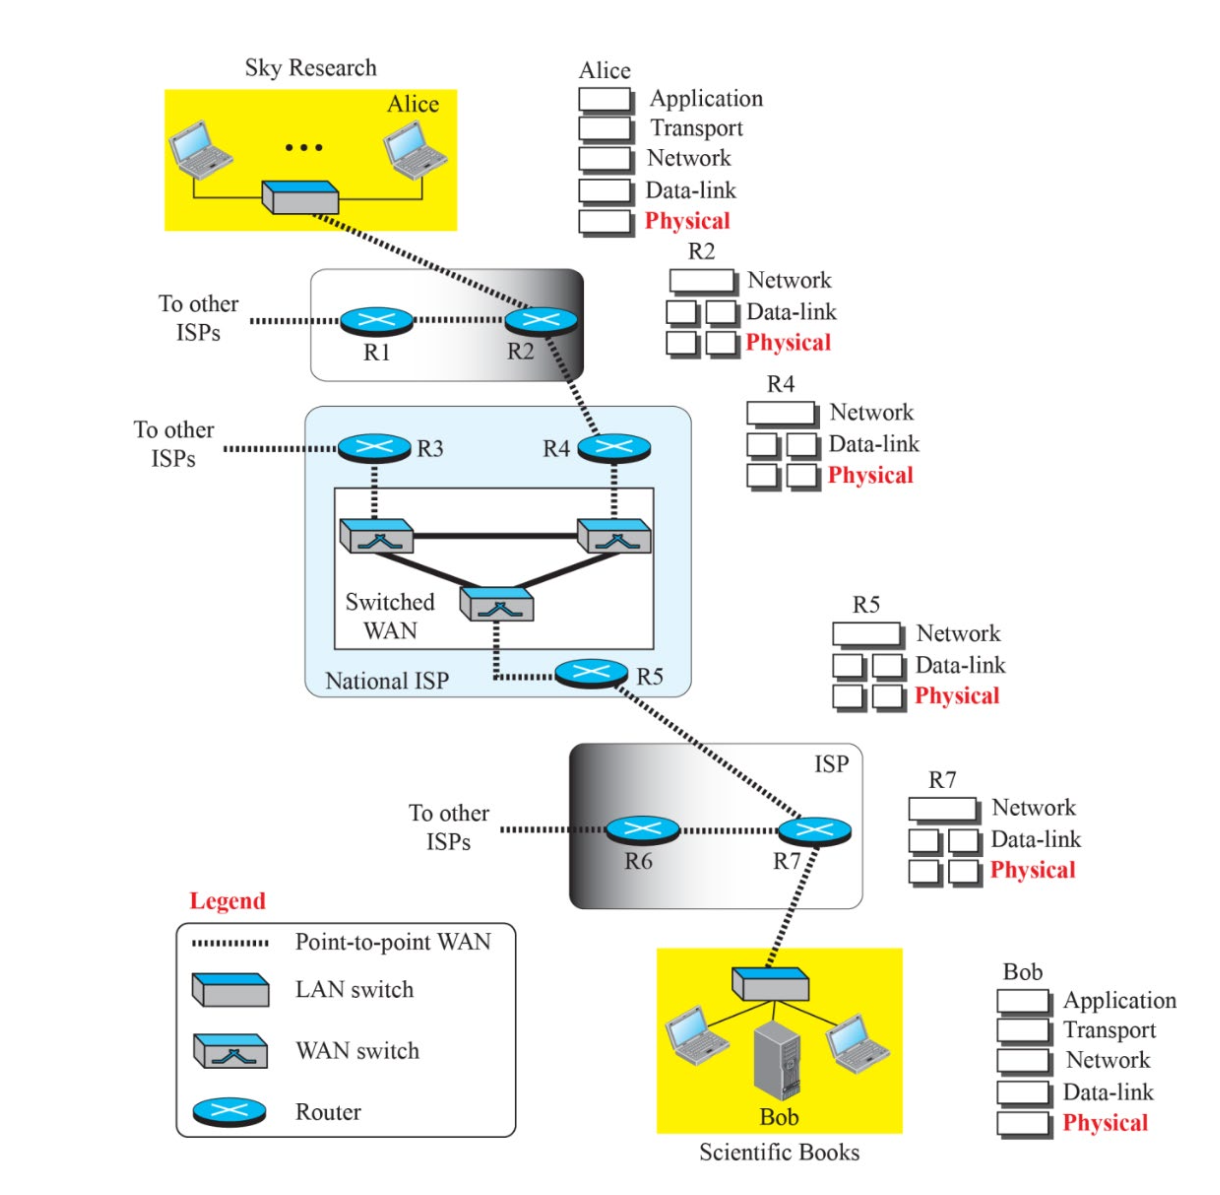 Sky Research
Alice
Alice
Application
Transport
Network
Data-link
Physical
R2
Network
Data-link
Physical
To other
ISPs
R1
R2
R4
Network
Data-link
Physical
To other
ISPs
R3
R4
Switched
WAN
National ISP
R5
R5
Network
Data-link
Physical
ISP
To other
ISPs
R6
R7
R7
Network
Data-link
Physical
Legend
Point-to-point WAN
LAN switch
WAN switch
Router
Bob
Scientific Books
Bob
Application
Transport
Network
Data-link
Physical